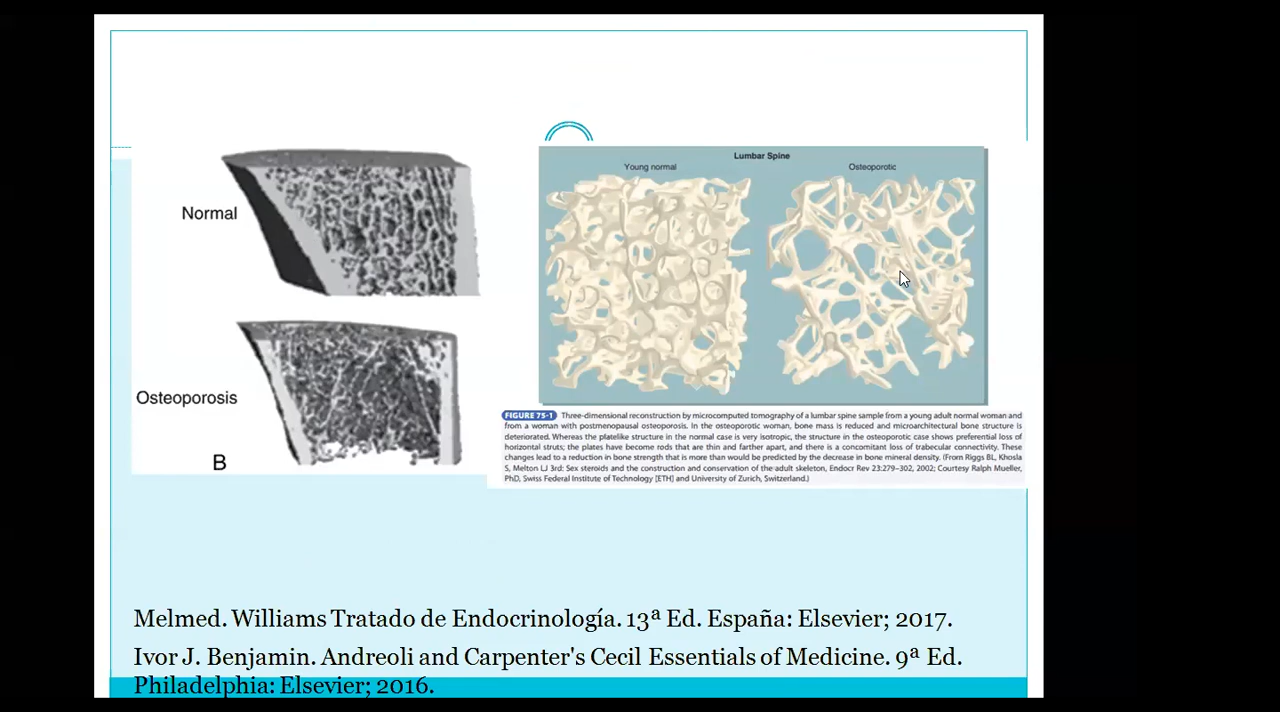 Normal
Osteoporosis
B
Lumbar Spine
Young normal
Osteoporotic
FIGURE 75-1 Three-dimensional reconstruction by microcomputed tomography of a lumbar spine sample from a young adult normal woman and
from a woman with postmenopausal osteoporosis. In the osteoporotic woman, bone mass is reduced and microarchitectural bone structure is
deteriorated. Whereas the platelike structure in the normal case is very isotropic, the structure in the osteoporotic case shows preferential loss of
horizontal struts; the plates have become rods that are thin and farther apart, and there is a concomitant loss of trabecular connectivity. These
changes lead to a reduction in bone strength that is more than would be predicted by the decrease in bone mineral density. (From Riggs BL, Khosla
S, Melton LJ 3rd: Sex steroids and the construction and conservation of the adult skeleton, Endocr Rev 23:279–302, 2002; Courtesy Ralph Mueller,
PhD, Swiss Federal Institute of Technology [ETH] and University of Zurich, Switzerland.)
Melmed. Williams Tratado de Endocrinología. 13ª Ed. España: Elsevier; 2017.
Ivor J. Benjamin. Andreoli and Carpenter's Cecil Essentials of Medicine. 9ª Ed.
Philadelphia: Elsevier; 2016.